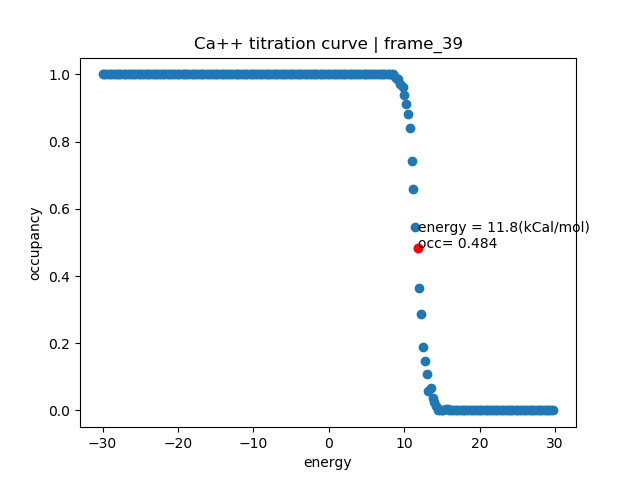 Ca++ titration curve | frame_39
1.0
0.8
0.6
0.4
0.2
0.0
occupancy
energy = 11.8(kCal/mol)
occ= 0.484
−30
−20
−10
0
10
20
30
energy